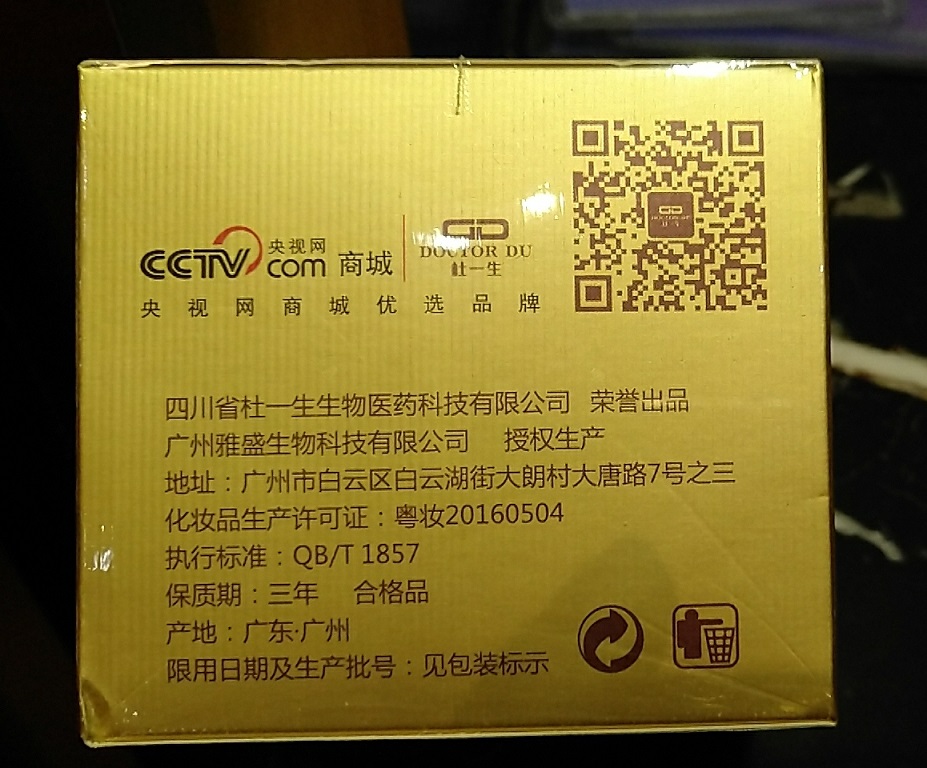 CCTV 央视网
com 商城
DOCTOR DU
杜一生
央视网商城优选品牌
四川省杜一生生物医药科技有限公司 荣誉出品
广州雅盛生物科技有限公司 授权生产
地址：广州市白云区白云湖街大朗村大唐路7号之三
化妆品生产许可证：粤妆20160504
执行标准：QB/T 1857
保质期：三年 合格品
产地：广东·广州
限用日期及生产批号：见包装标示